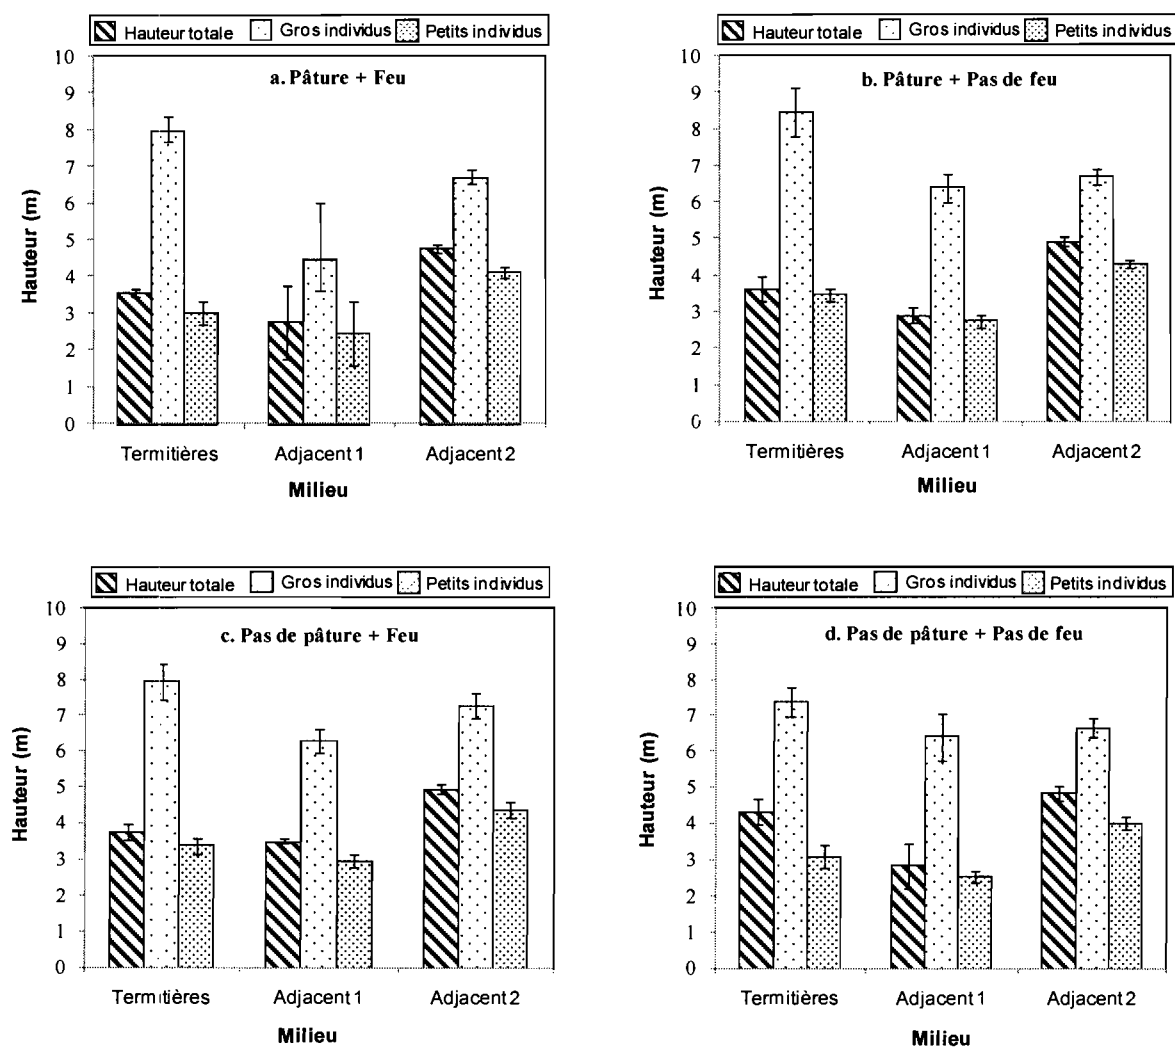 Hauteur totale Gros individus Petits individus
a. Pâture + Feu
10
9
8
7
6
5
4
3
2
1
0
Hauteur (m)
Termitières Adjacent 1 Adjacent 2
Milieu
Hauteur totale Gros individus Petits individus
b. Pâture + Pas de feu
10
9
8
7
6
5
4
3
2
1
0
Hauteur (m)
Termitières Adjacent 1 Adjacent 2
Milieu
Hauteur totale Gros individus Petits individus
c. Pas de pâture + Feu
10
9
8
7
6
5
4
3
2
1
0
Hauteur (m)
Termitières Adjacent 1 Adjacent 2
Milieu
Hauteur totale Gros individus Petits individus
d. Pas de pâture + Pas de feu
10
9
8
7
6
5
4
3
2
1
0
Hauteur (m)
Termitières Adjacent 1 Adjacent 2
Milieu